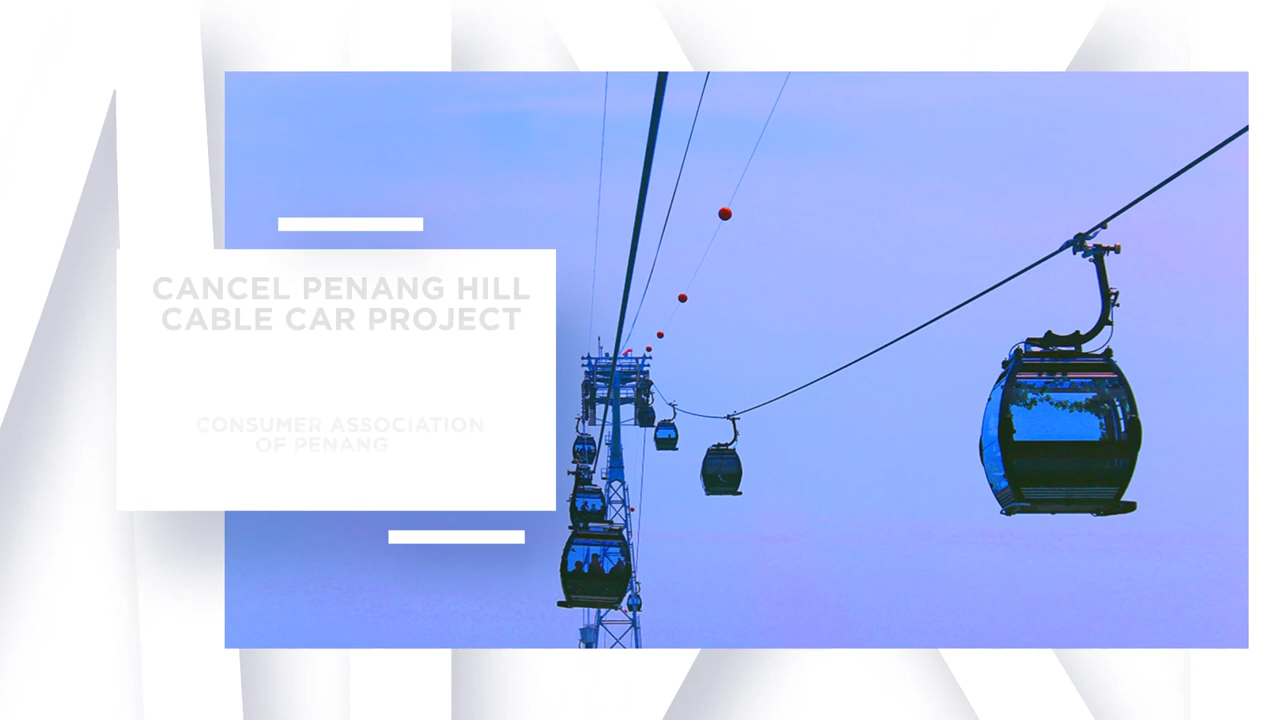 CANCEL PENANG HILL
CABLE CAR PROJECT
CONSUMER ASSOCIATION
OF PENANG